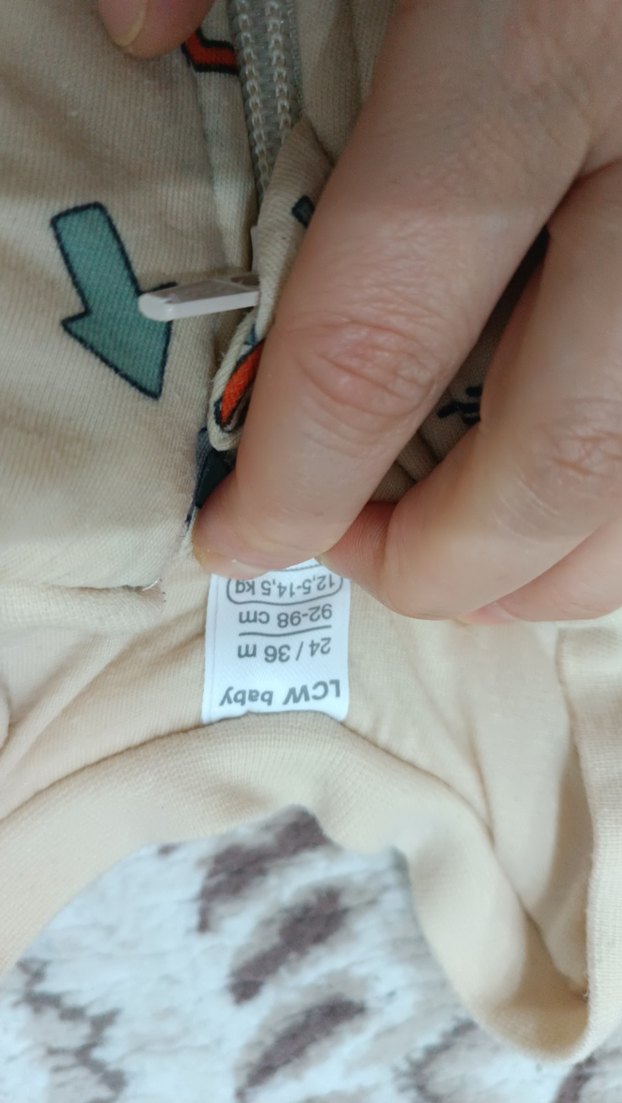 LCW baby
24 / 36 m
92-98 cm
12,5-14,5 kg